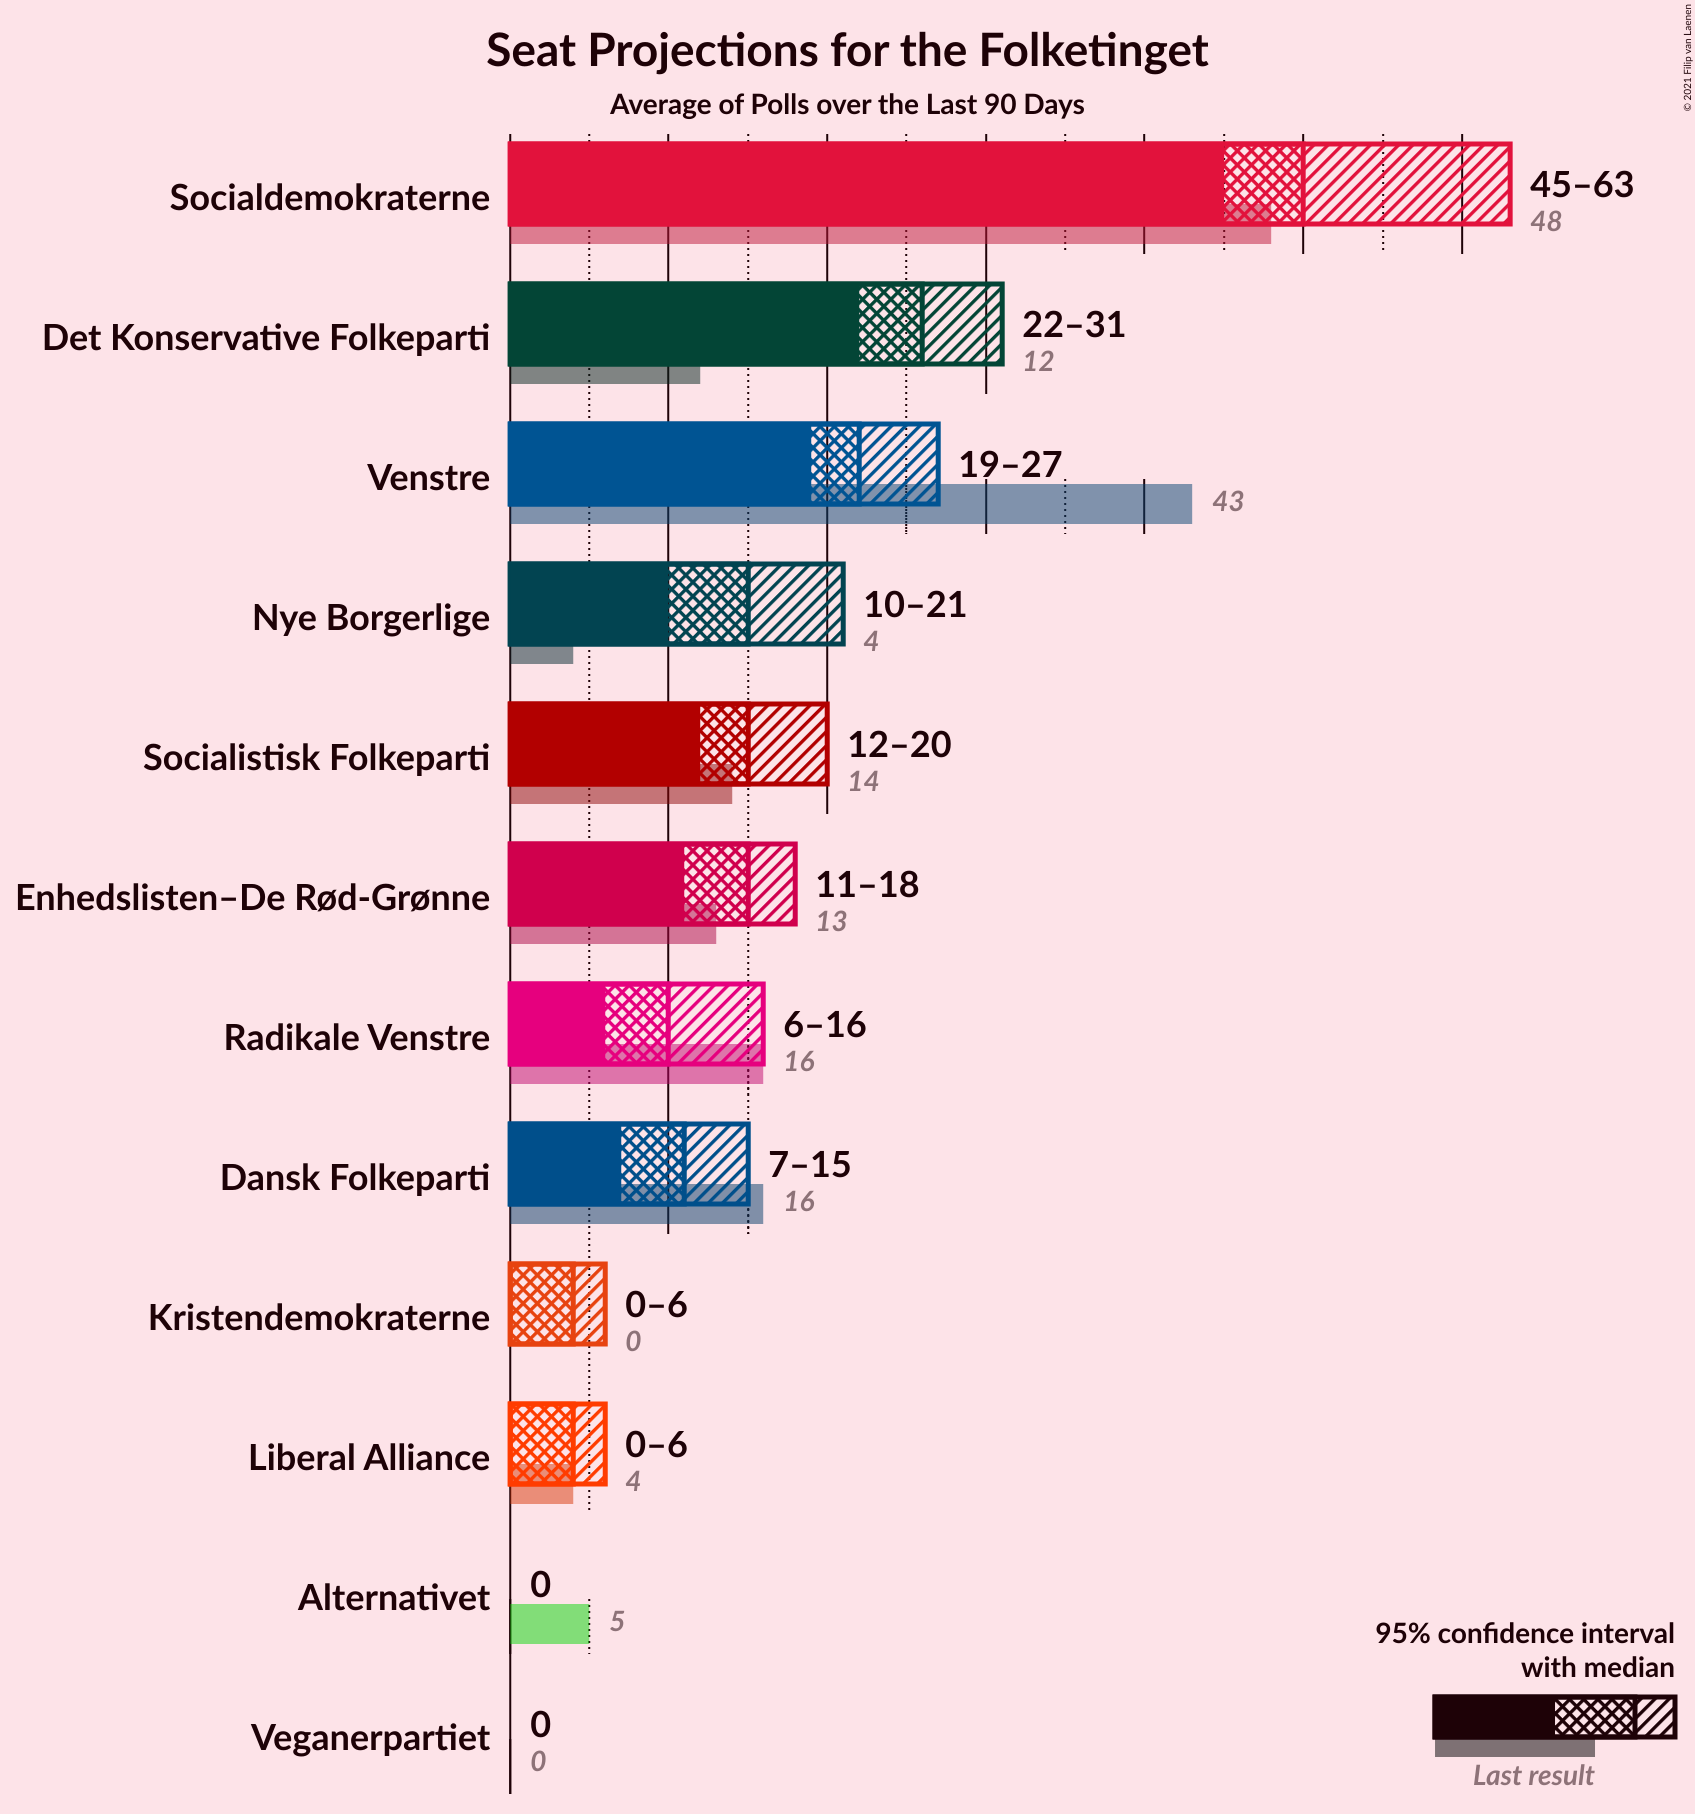 Seat Projections for the Folketinget
Average of Polls over the Last 90 Days
© 2021 Filip van Laenen
Socialdemokraterne
45–63
48
Det Konservative Folkeparti
22–31
12
Venstre
19–27
43
Nye Borgerlige
10–21
4
Socialistisk Folkeparti
12–20
14
Enhedslisten–De Rød-Grønne
11–18
13
Radikale Venstre
6–16
16
Dansk Folkeparti
7–15
16
Kristendemokraterne
0–6
0
Liberal Alliance
0–6
4
Alternativet
0
5
Veganerpartiet
0
0
95% confidence interval
with median
Last result